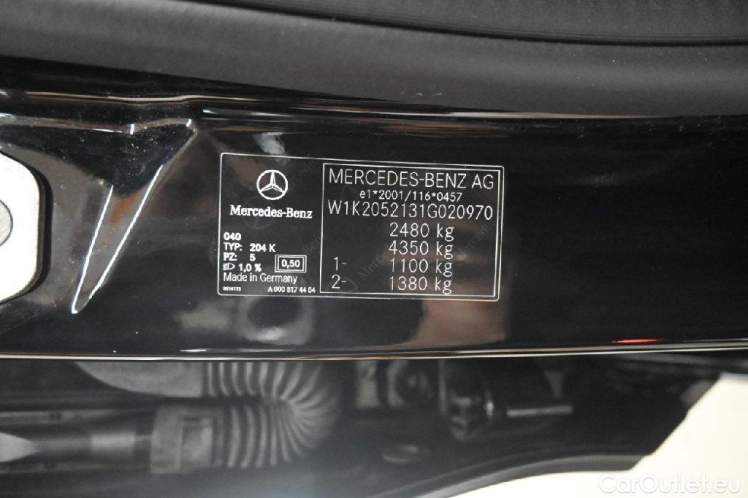 Mercedes-Benz
040
TYP: 204 K
PZ: 5
1,0 % 0,50
Made in Germany
A 000 817 44 04
MERCEDES-BENZ AG
e1*2001/116*0457
W1K2052131G020970
2480 kg
4350 kg
1- 1100 kg
2- 1380 kg
CarOutlet.eu